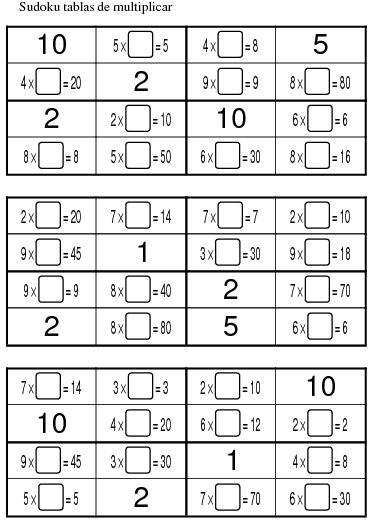 Sudoku tablas de multiplicar
10 5x =5 4x =8 5
4x =20 2 9x =9 8x =80
2 2x =10 10 6x =6
8x =8 5x =50 6x =30 8x =16
2x =20 7x =14 7x =7 2x =10
9x =45 1 3x =30 9x =18
9x =9 8x =40 2 7x =70
2 8x =80 5 6x =6
7x =14 3x =3 2x =10 10
10 4x =20 6x =12 2x =2
9x =45 3x =30 1 4x =8
5x =5 2 7x =70 6x =30